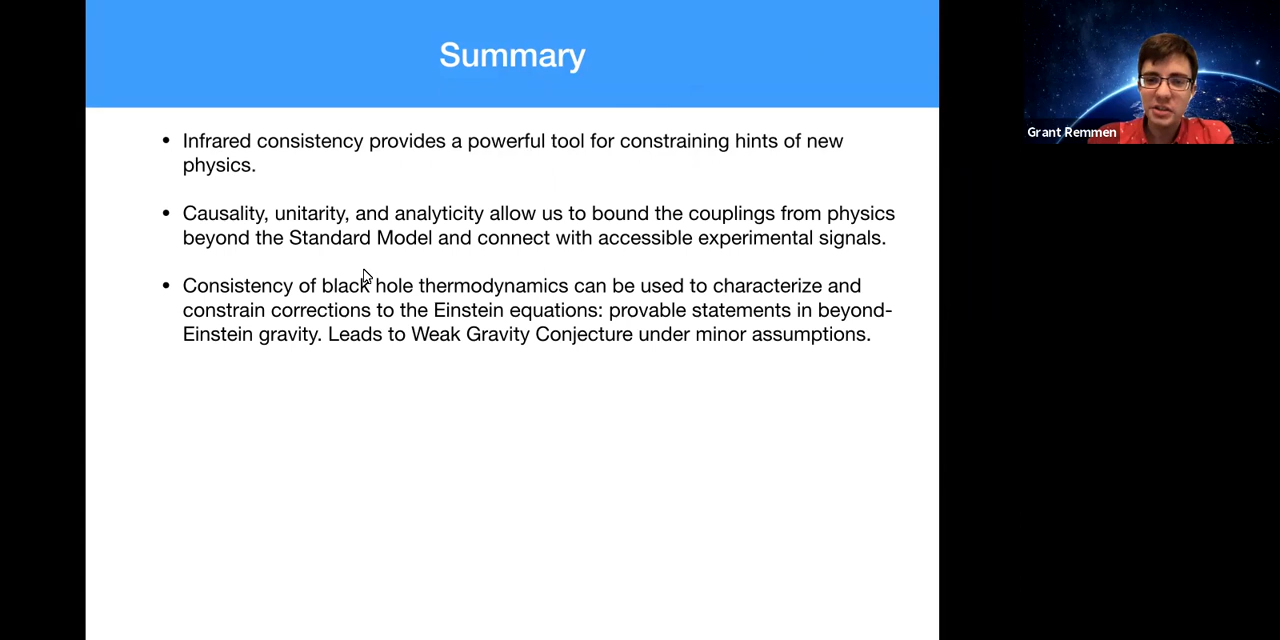 Summary
Grant Remmen
• Infrared consistency provides a powerful tool for constraining hints of new
physics.
• Causality, unitarity, and analyticity allow us to bound the couplings from physics
beyond the Standard Model and connect with accessible experimental signals.
• Consistency of black hole thermodynamics can be used to characterize and
constrain corrections to the Einstein equations: provable statements in beyond-
Einstein gravity. Leads to Weak Gravity Conjecture under minor assumptions.